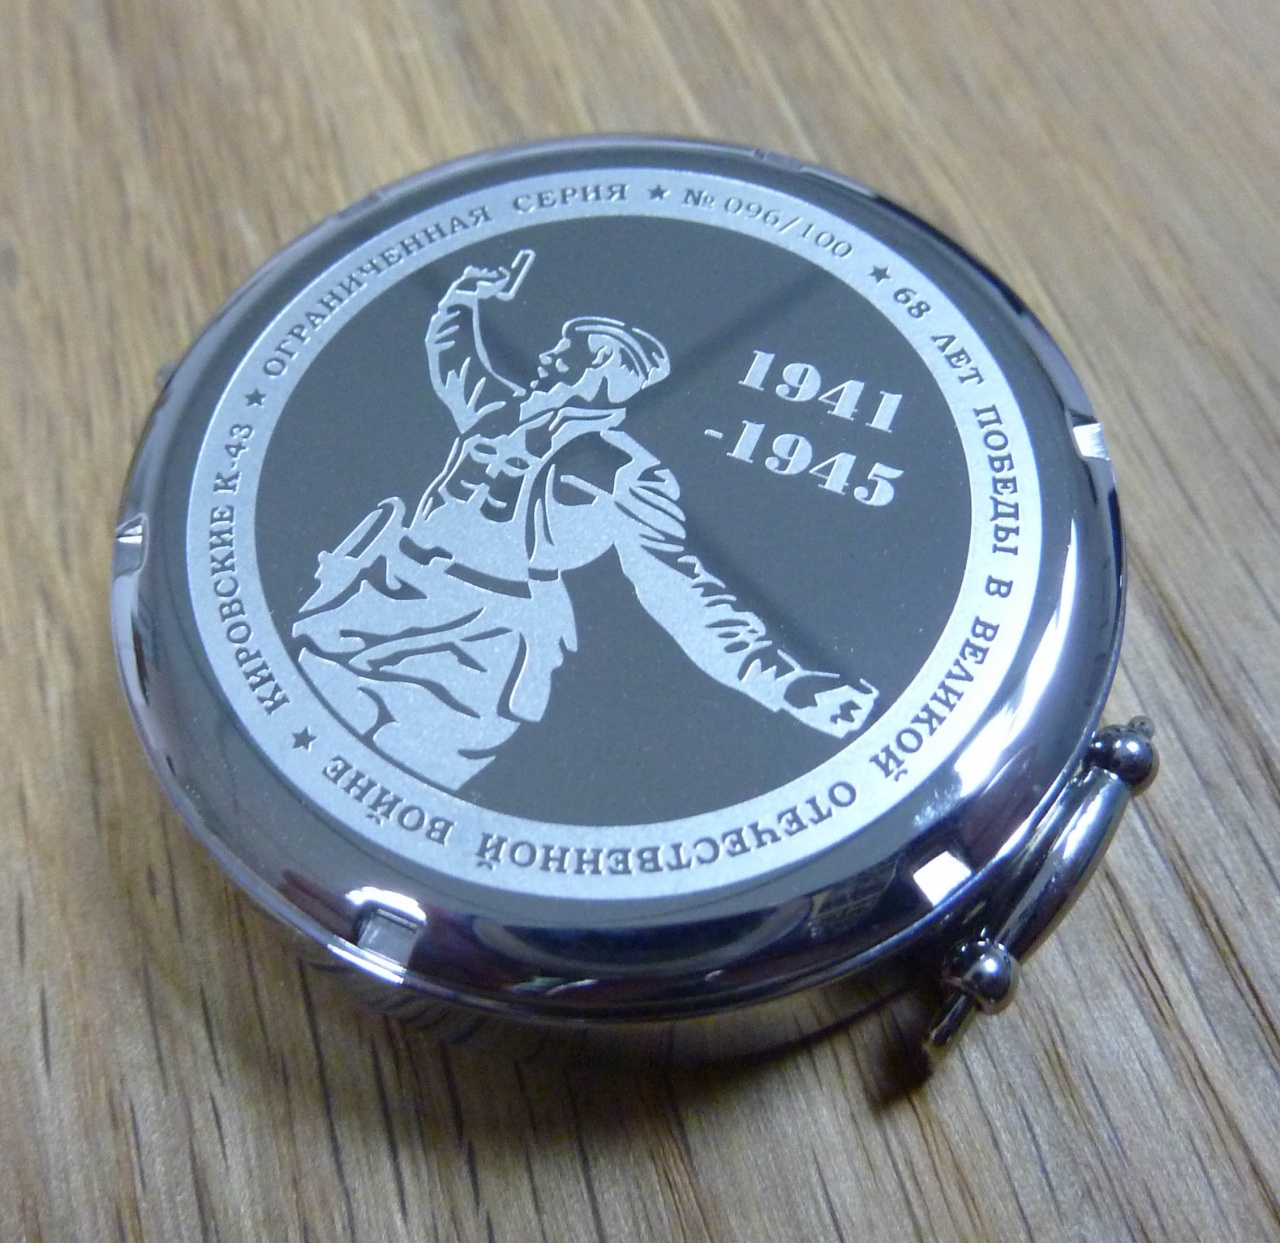 КИРОВСКИЕ К-43 ★ ОГРАНИЧЕННАЯ СЕРИЯ ★ № 096/100 ★ 68 ЛЕТ ПОБЕДЫ В ВЕЛИКОЙ ОТЕЧЕСТВЕННОЙ ВОЙНЕ ★
1941
-1945